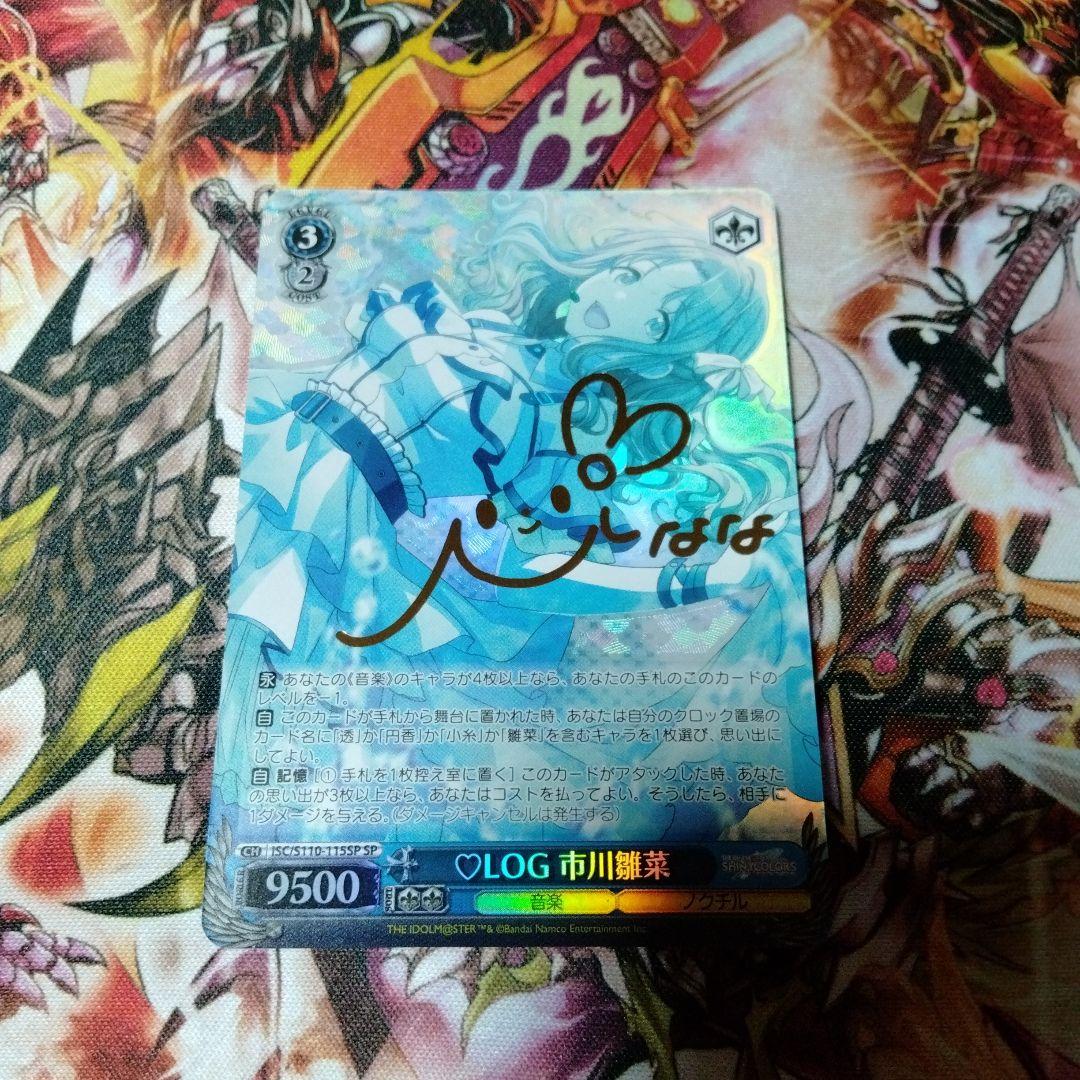 LEVEL
3
2
COST
はなな
永 あなたの《音楽》のキャラが4枚以上なら、あなたの手札のこのカードの
レベルを-1。
自 このカードが手札から舞台に置かれた時、あなたは自分のクロック置場の
カード名に「透」か「円香」か「小糸」か「雛菜」を含むキャラを1枚選び、思い出に
してよい。
自 記憶 [① 手札を1枚控え室に置く] このカードがアタックした時、あなた
の思い出が3枚以上なら、あなたはコストを払ってよい。そうしたら、相手に
1ダメージを与える。(ダメージキャンセルは発生する)
CH ISC/S110-115SP SP
♡LOG 市川雛菜
SHINYCOLORS
POWER
9500
SOUL
音楽
ノクチル
THE IDOLM@STER™& ©Bandai Namco Entertainment Inc.